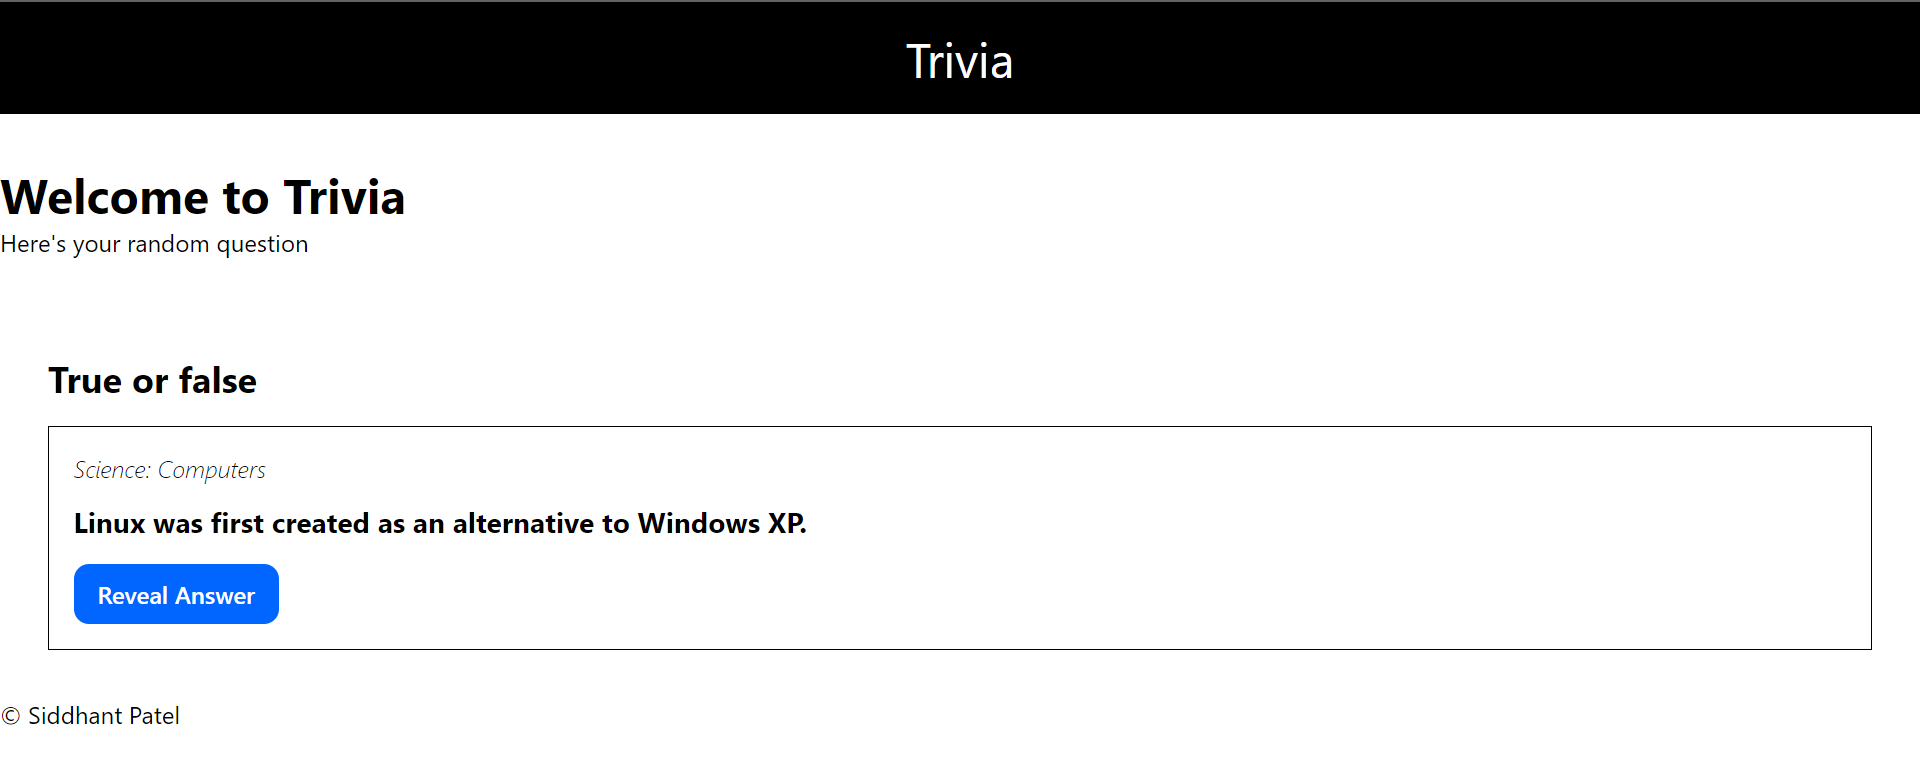 Trivia
Welcome to Trivia
Here's your random question
True or false
Science: Computers
Linux was first created as an alternative to Windows XP.
Reveal Answer
© Siddhant Patel